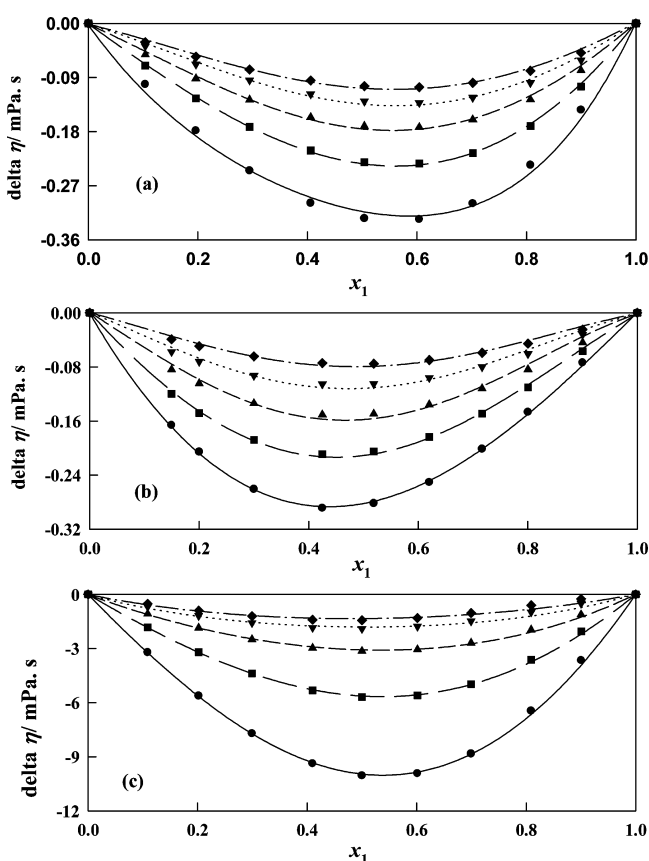 0.00
-0.09
-0.18
-0.27
-0.36
delta η/ mPa. s
(a)
0.0 0.2 0.4 0.6 0.8 1.0
x1
0.00
-0.08
-0.16
-0.24
-0.32
delta η/ mPa. s
(b)
0.0 0.2 0.4 0.6 0.8 1.0
x1
0
-3
-6
-9
-12
delta η/ mPa. s
(c)
0.0 0.2 0.4 0.6 0.8 1.0
x1